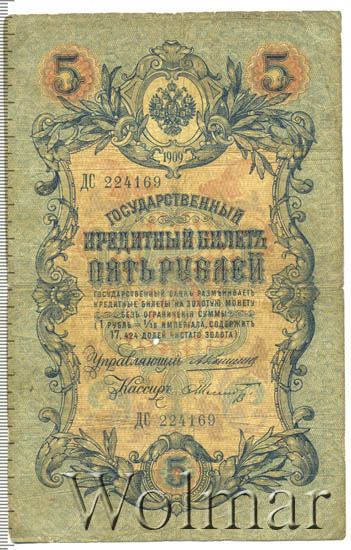 5 5
1909
ДС 224169
ГОСУДАРСТВЕННЫЙ
КРЕДИТНЫЙ БИЛЕТЪ
ПЯТЬ РУБЛЕЙ
ГОСУДАРСТВЕННЫЙ БАНКЪ РАЗМѢНИВАЕТЪ
КРЕДИТНЫЕ БИЛЕТЫ НА ЗОЛОТУЮ МОНЕТУ
БЕЗЪ ОГРАНИЧЕНІЯ СУММЫ
(1 РУБЛЬ = 1/15 ИМПЕРІАЛА, СОДЕРЖИТЪ
17,424 ДОЛЕЙ ЧИСТАГО ЗОЛОТА)
Управляющій
Кассиръ
ДС 224169
5
Wolmar